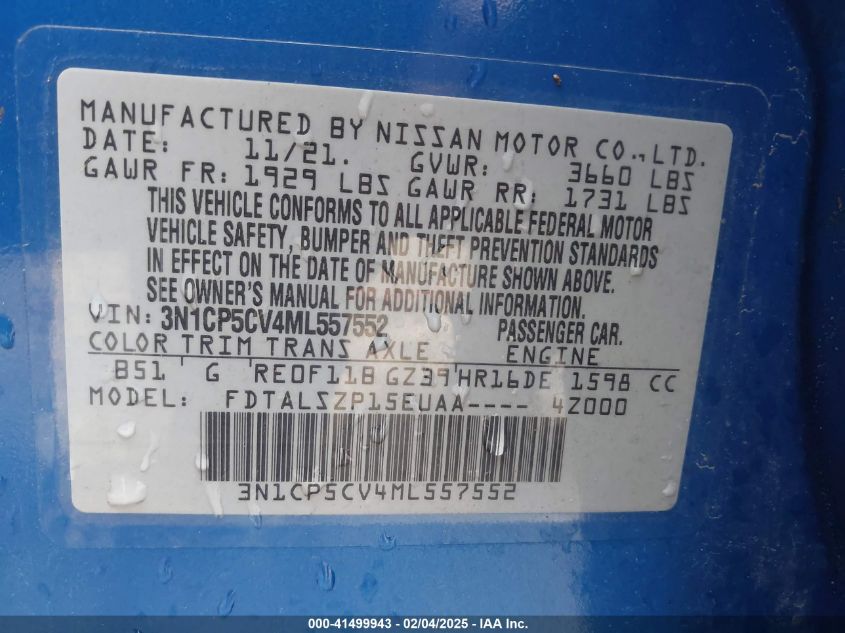 MANUFACTURED BY NISSAN MOTOR CO.,LTD.
DATE: 11/21. GVWR: 3660 LBS
GAWR FR: 1929 LBS GAWR RR: 1731 LBS
THIS VEHICLE CONFORMS TO ALL APPLICABLE FEDERAL MOTOR
VEHICLE SAFETY, BUMPER AND THEFT PREVENTION STANDARDS
IN EFFECT ON THE DATE OF MANUFACTURE SHOWN ABOVE.
SEE OWNER'S MANUAL FOR ADDITIONAL INFORMATION.
VIN: 3N1CP5CV4ML557552 PASSENGER CAR.
COLOR TRIM TRANS AXLE ENGINE
B51 G RE0F11B GZ39 HR16DE 1598 CC
MODEL: FDTALSZP15EUAA---- 4Z000
3N1CP5CV4ML557552
000-41499943 - 02/04/2025 - IAA Inc.